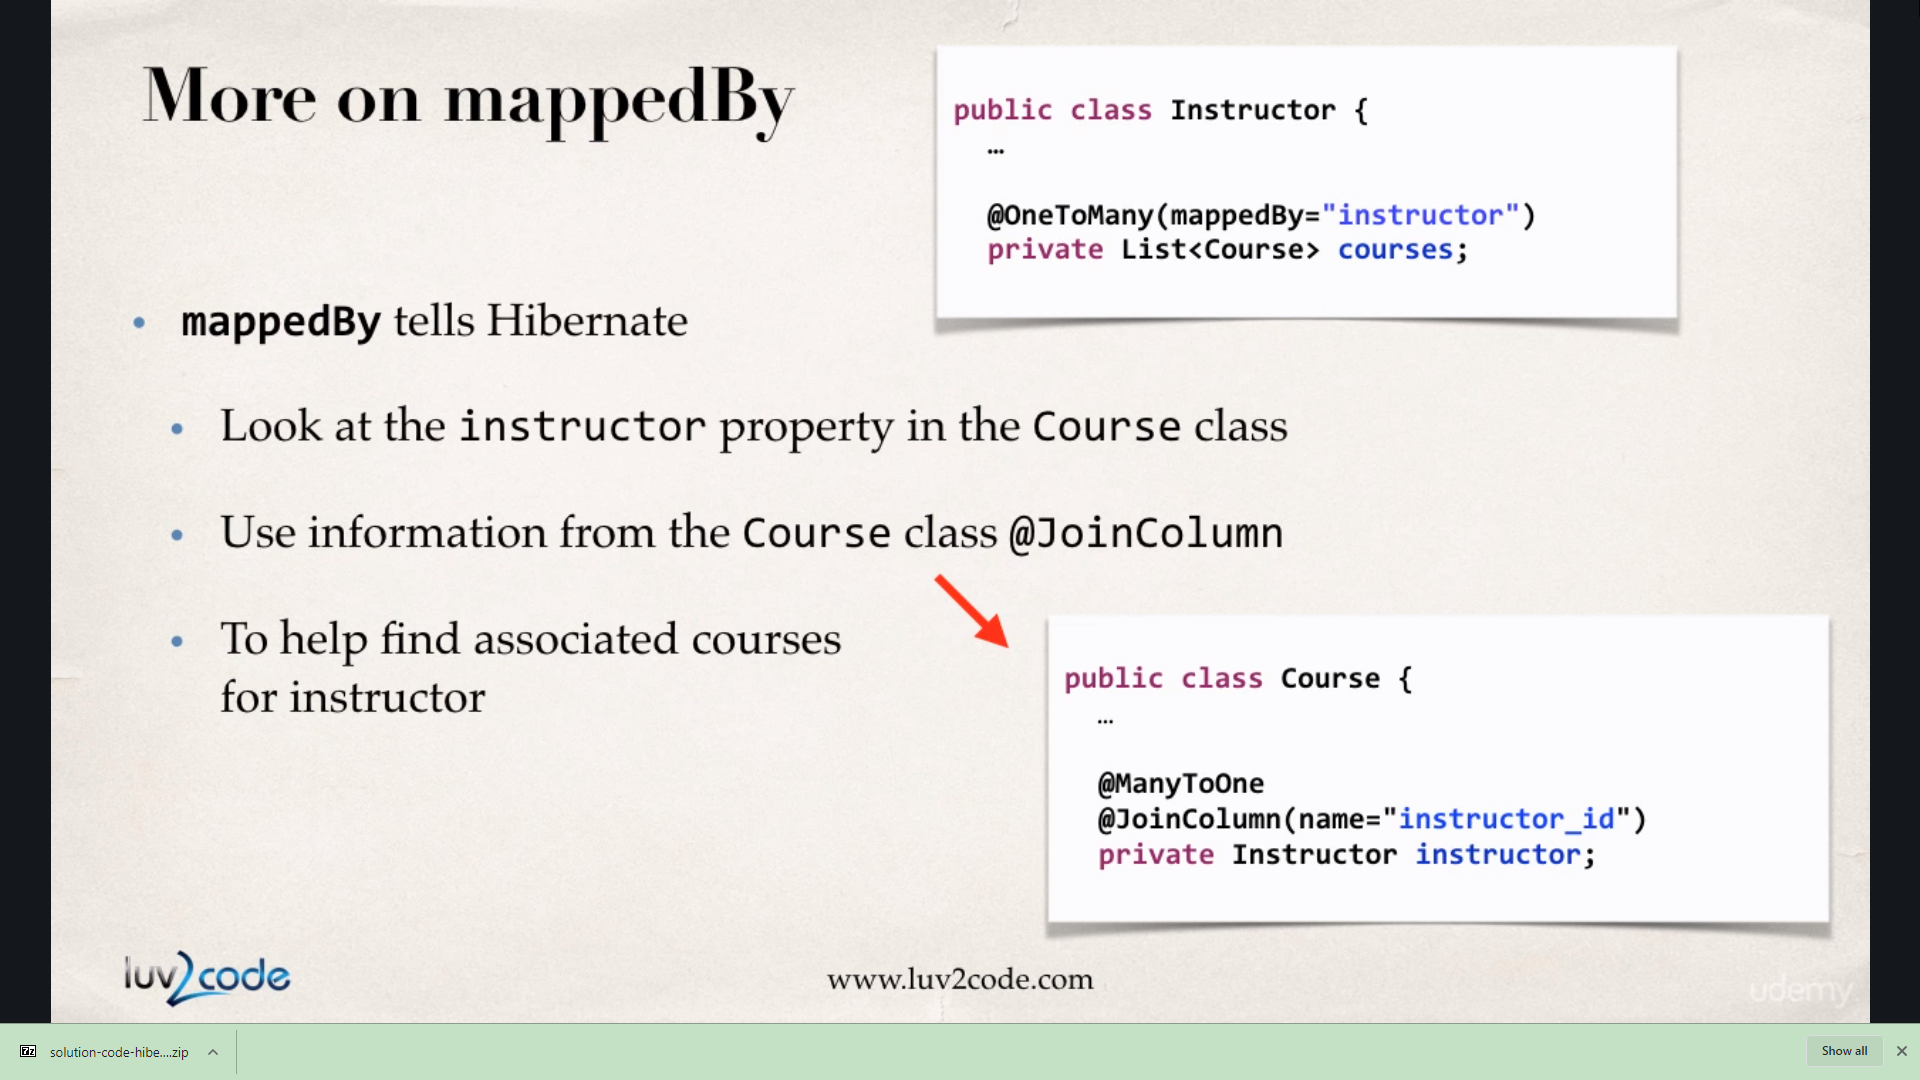 More on mappedBy
public class Instructor {
…
@OneToMany(mappedBy="instructor")
private List<Course> courses;
• mappedBy tells Hibernate
• Look at the instructor property in the Course class
• Use information from the Course class @JoinColumn
• To help find associated courses
for instructor
public class Course {
…
@ManyToOne
@JoinColumn(name="instructor_id")
private Instructor instructor;
luv2code
www.luv2code.com
udemy
solution-code-hibe....zip
Show all